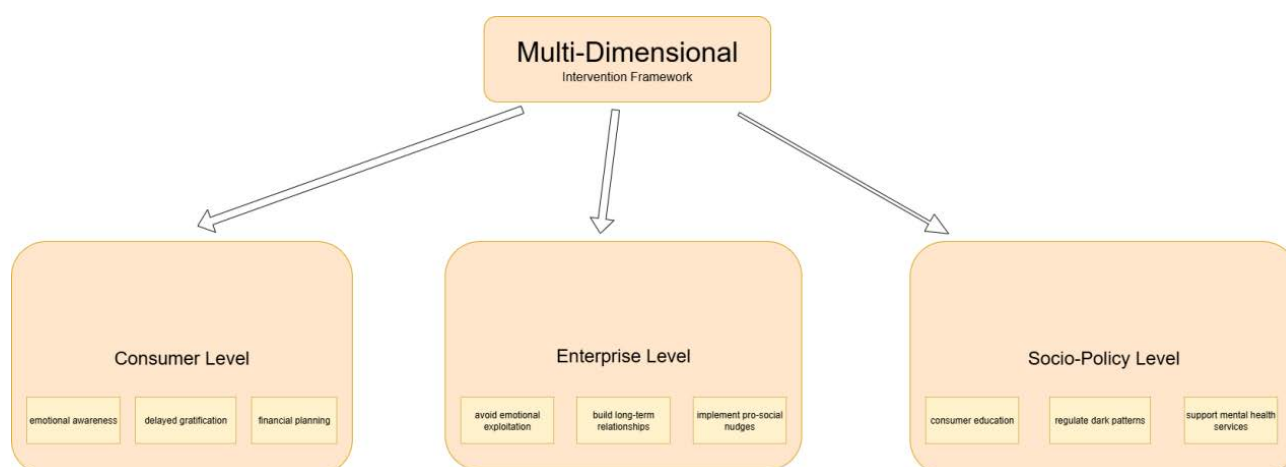 Multi-Dimensional
Intervention Framework
Consumer Level
emotional awareness
delayed gratification
financial planning
Enterprise Level
avoid emotional
exploitation
build long-term
relationships
implement pro-social
nudges
Socio-Policy Level
consumer education
regulate dark patterns
support mental health
services